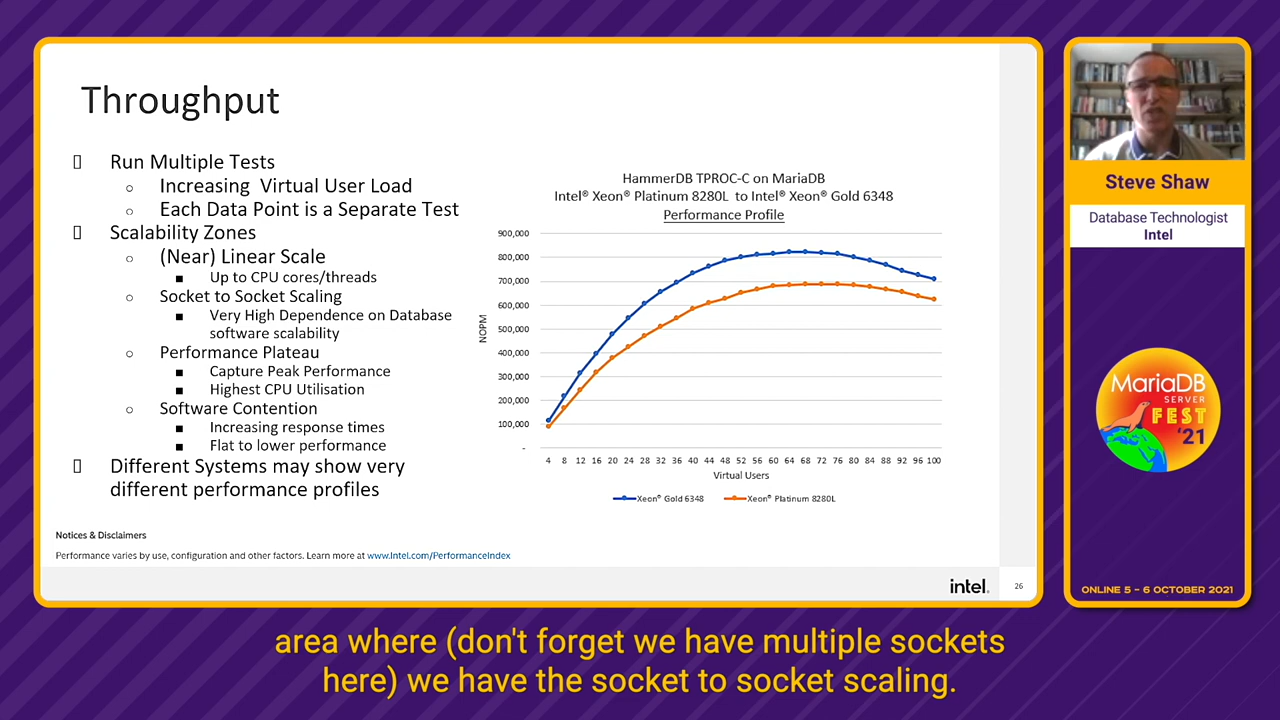 Throughput
Run Multiple Tests
Increasing Virtual User Load
Each Data Point is a Separate Test
Scalability Zones
(Near) Linear Scale
Up to CPU cores/threads
Socket to Socket Scaling
Very High Dependence on Database
software scalability
Performance Plateau
Capture Peak Performance
Highest CPU Utilisation
Software Contention
Increasing response times
Flat to lower performance
Different Systems may show very
different performance profiles
HammerDB TPROC-C on MariaDB
Intel® Xeon® Platinum 8280L to Intel® Xeon® Gold 6348
Performance Profile
NOPM
900,000
800,000
700,000
600,000
500,000
400,000
300,000
200,000
100,000
-
4 8 12 16 20 24 28 32 36 40 44 48 52 56 60 64 68 72 76 80 84 88 92 96 100
Virtual Users
Xeon® Gold 6348 Xeon® Platinum 8280L
Notices & Disclaimers
Performance varies by use, configuration and other factors. Learn more at www.Intel.com/PerformanceIndex
intel.
26
Steve Shaw
Database Technologist
Intel
MariaDB
SERVER
FEST
'21
ONLINE 5 - 6 OCTOBER 2021
area where (don't forget we have multiple sockets
here) we have the socket to socket scaling.